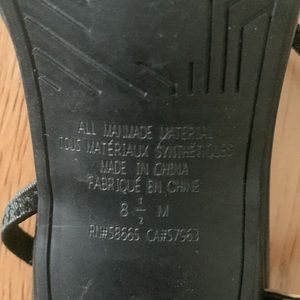 ALL MANMADE MATERIAL
TOUS MATÉRIAUX SYNTHÉTIQUES
MADE IN CHINA
FABRIQUÉ EN CHINE
8 1/2 M
RN#58665 CA#57963